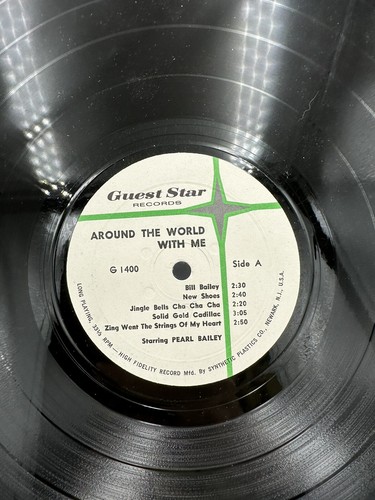 Guest Star
RECORDS
AROUND THE WORLD
WITH ME
G 1400
Side A
Bill Bailey 2:30
New Shoes 2:40
Jingle Bells Cha Cha Cha 2:20
Solid Gold Cadillac 3:05
Zing Went The Strings Of My Heart 2:50
Starring PEARL BAILEY
LONG PLAYING, 33⅓ RPM—HIGH FIDELITY RECORD Mfd. By SYNTHETIC PLASTICS CO., NEWARK, N.J., U.S.A.